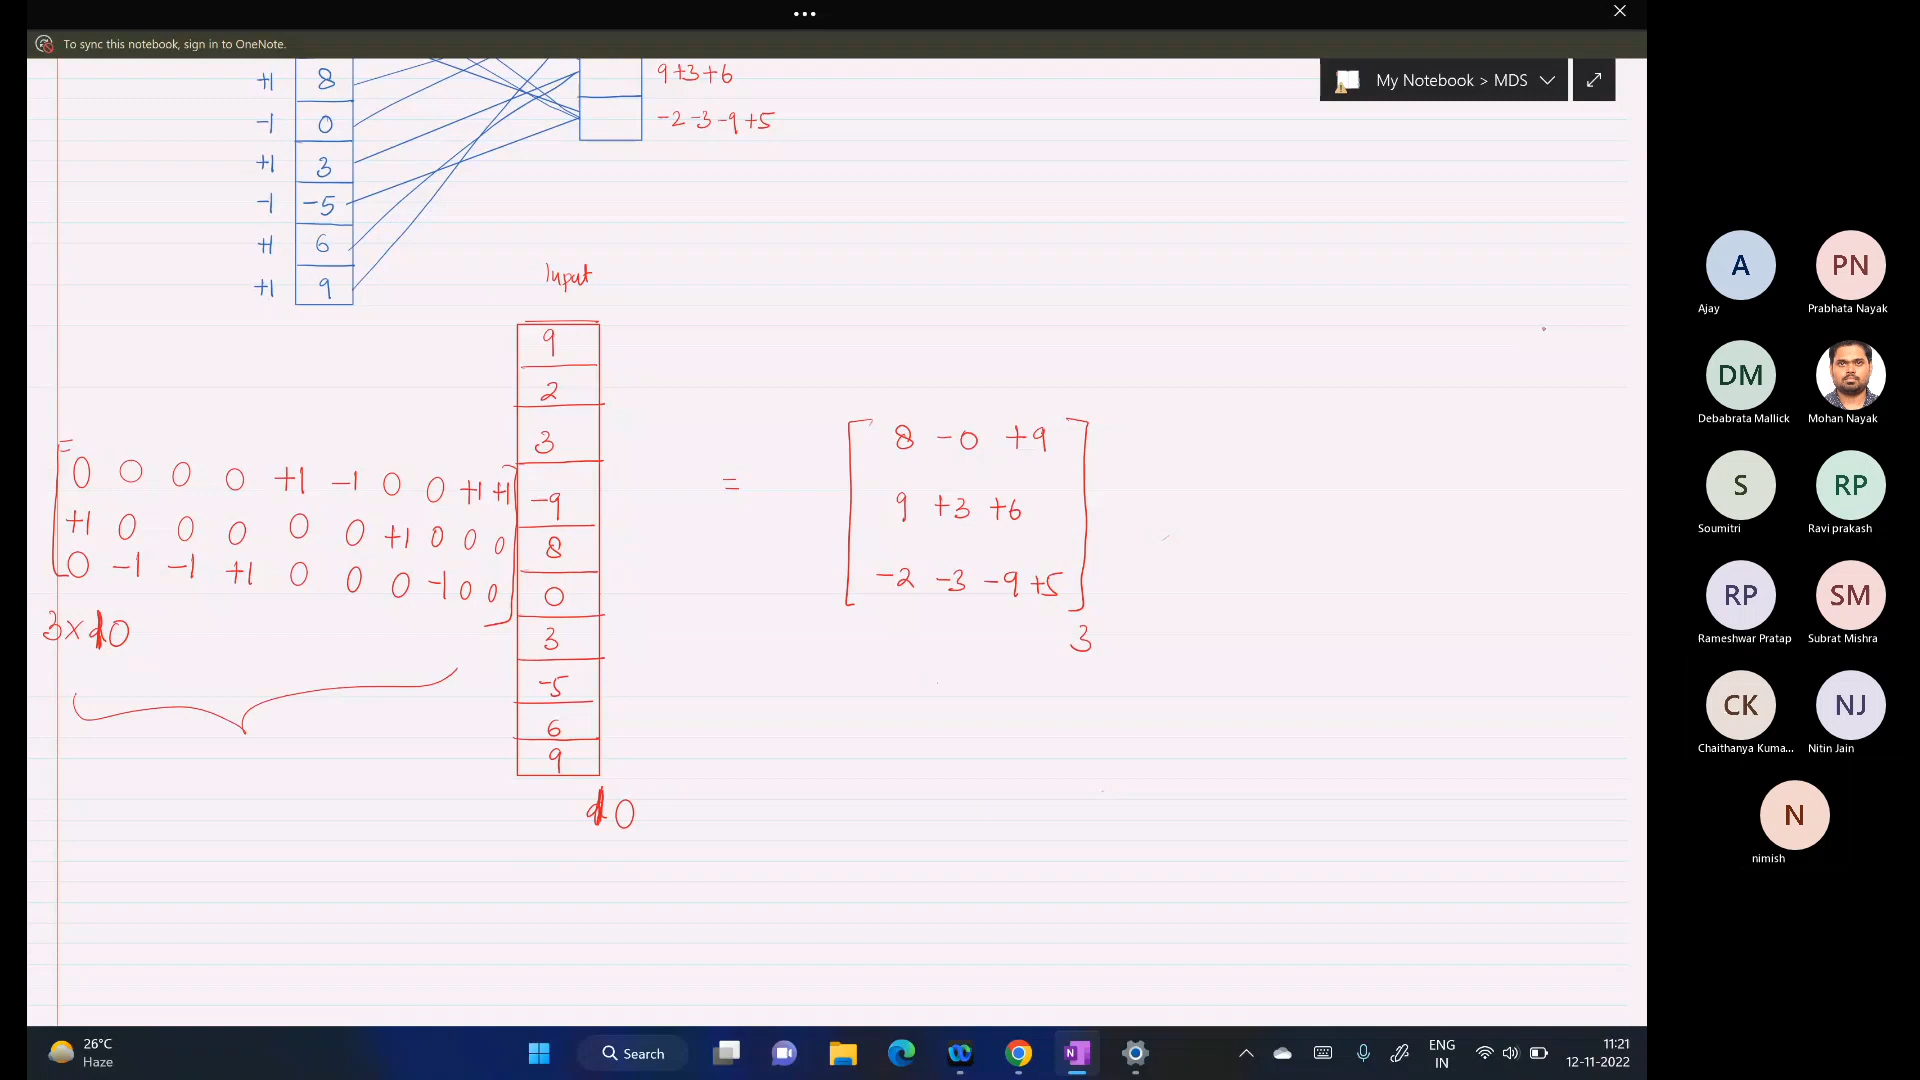 To sync this notebook, sign in to OneNote.
My Notebook > MDS
+1 8 9+3+6
-1 0 -2-3-9+5
+1 3
-1 -5
+1 6
+1 9
Input
9
2
3
-9
8
0
3
-5
6
9
10
0 0 0 0 +1 -1 0 0 +1 +1
+1 0 0 0 0 0 +1 0 0 0
0 -1 -1 +1 0 0 0 -1 0 0
3×10
=
8 -0 +9
9 +3 +6
-2 -3 -9 +5
3
A
Ajay
PN
Prabhata Nayak
DM
Debabrata Mallick
Mohan Nayak
S
Soumitri
RP
Ravi prakash
RP
Rameshwar Pratap
SM
Subrat Mishra
CK
Chaithanya Kuma...
NJ
Nitin Jain
N
nimish
26°C
Haze
Search
ENG
IN
11:21
12-11-2022